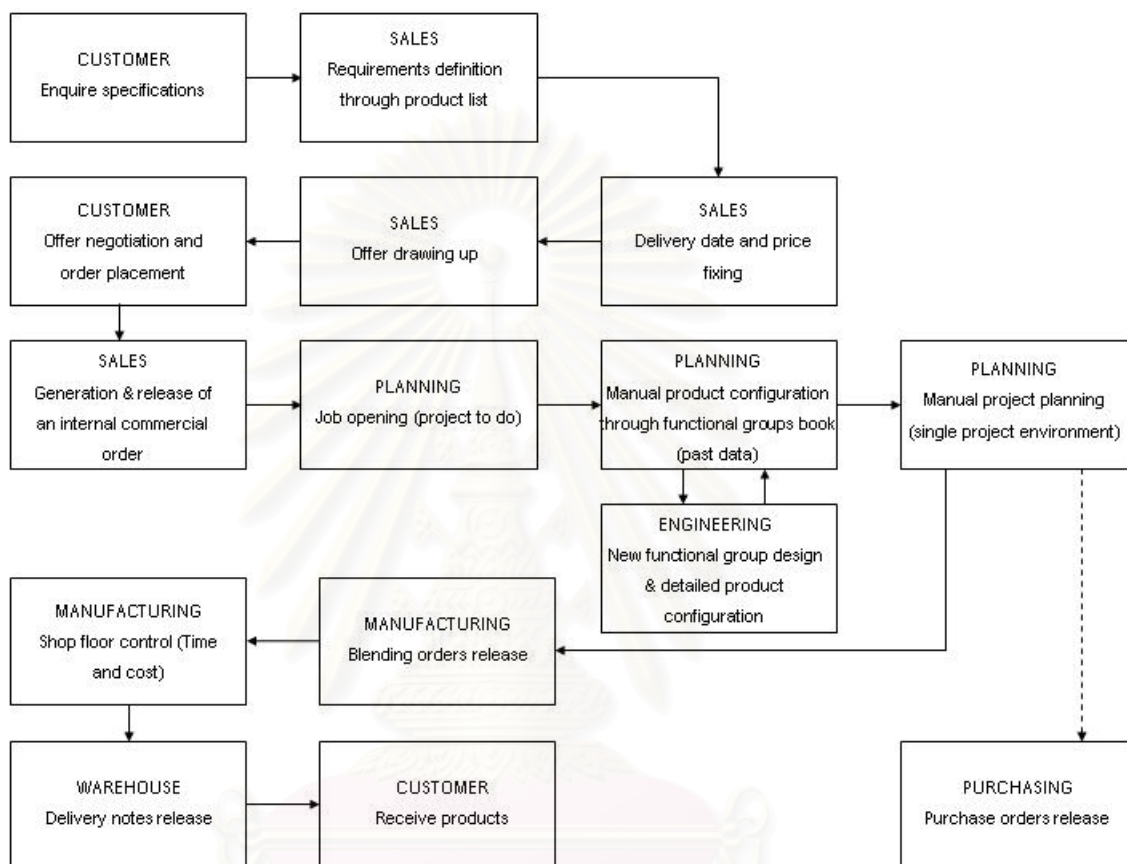 CUSTOMER
Enquire specifications
SALES
Requirements definition
through product list
CUSTOMER
Offer negotiation and
order placement
SALES
Offer drawing up
SALES
Delivery date and price
fixing
SALES
Generation & release of
an internal commercial
order
PLANNING
Job opening (project to do)
PLANNING
Manual product configuration
through functional groups book
(past data)
PLANNING
Manual project planning
(single project environment)
ENGINEERING
New functional group design
& detailed product
configuration
MANUFACTURING
Shop floor control (Time
and cost)
MANUFACTURING
Blending orders release
WAREHOUSE
Delivery notes release
CUSTOMER
Receive products
PURCHASING
Purchase orders release